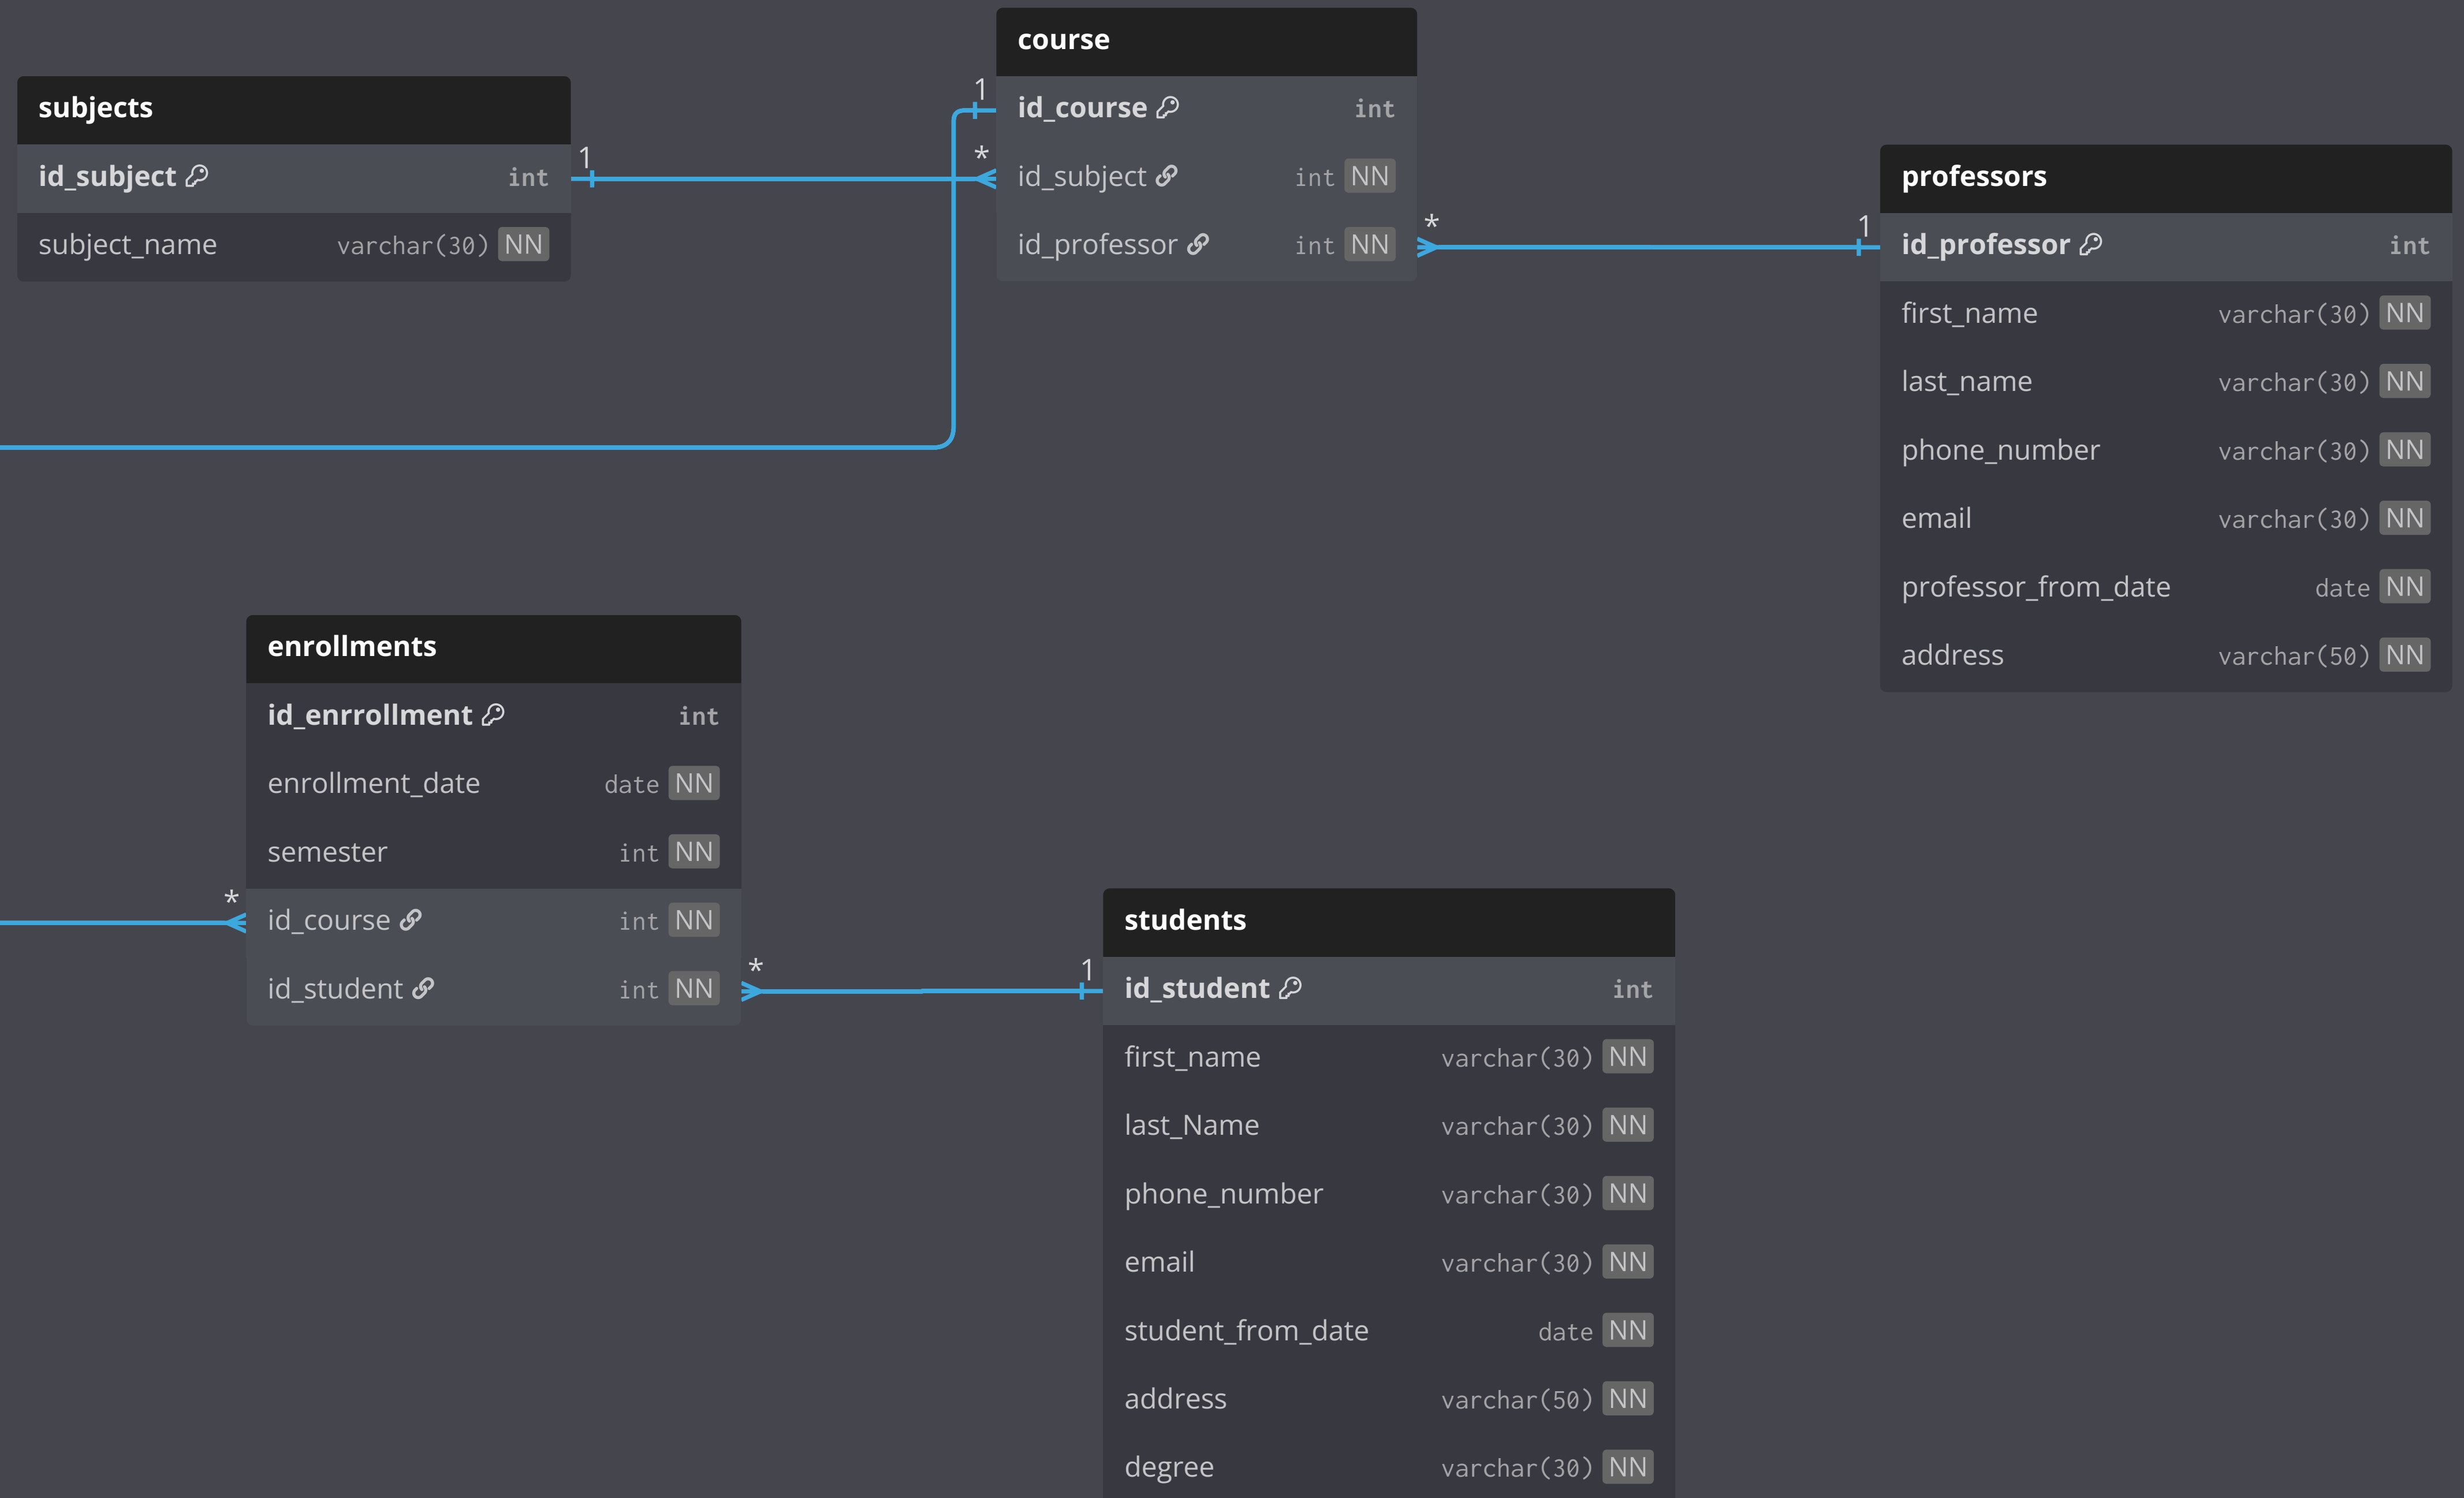 subjects
id_subject int
subject_name varchar(30) NN
1
*
course
id_course int
id_subject int NN
id_professor int NN
1
*
1
professors
id_professor int
first_name varchar(30) NN
last_name varchar(30) NN
phone_number varchar(30) NN
email varchar(30) NN
professor_from_date date NN
address varchar(50) NN
enrollments
id_enrrollment int
enrollment_date date NN
semester int NN
id_course int NN
id_student int NN
*
*
1
students
id_student int
first_name varchar(30) NN
last_Name varchar(30) NN
phone_number varchar(30) NN
email varchar(30) NN
student_from_date date NN
address varchar(50) NN
degree varchar(30) NN